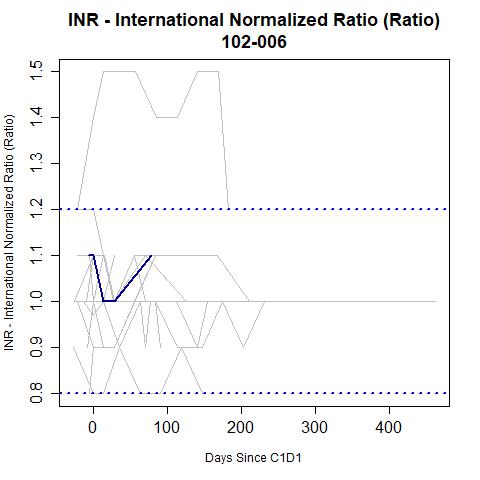 INR - International Normalized Ratio (Ratio)
102-006
INR - International Normalized Ratio (Ratio)
1.5
1.4
1.3
1.2
1.1
1.0
0.9
0.8
0 100 200 300 400
Days Since C1D1